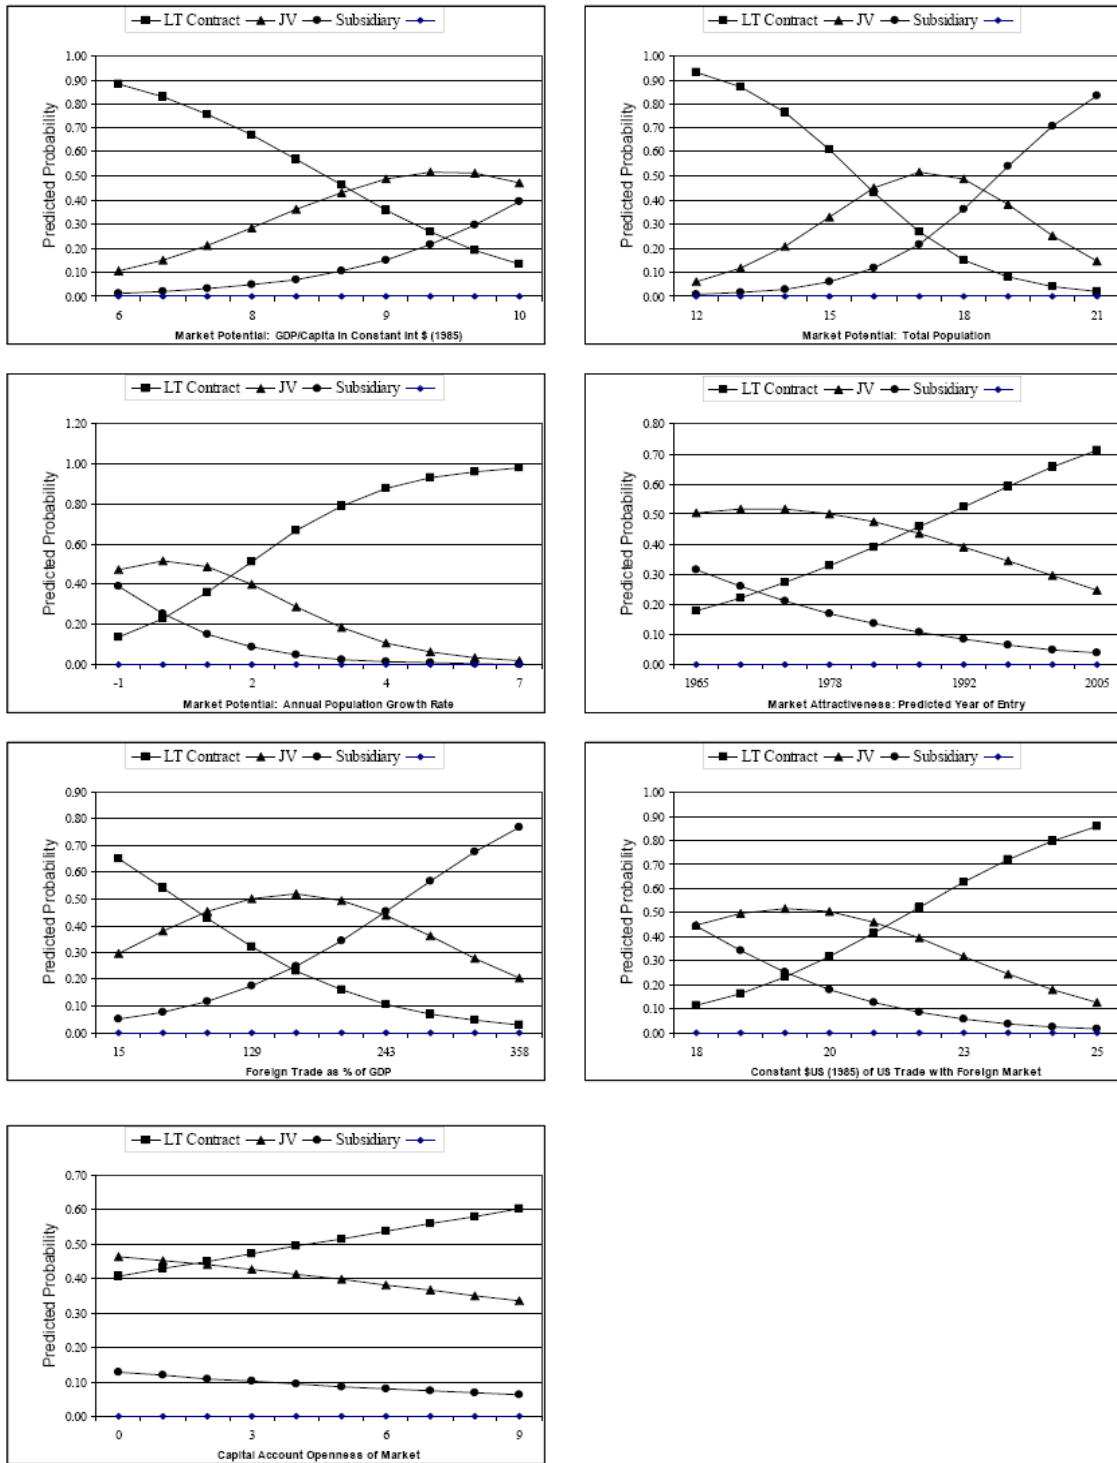 LT Contract JV Subsidiary
1.00
0.90
0.80
0.70
0.60
0.50
0.40
0.30
0.20
0.10
0.00
Predicted Probability
6 8 9 10
Market Potential: GDP/Capita in Constant Int $ (1985)
LT Contract JV Subsidiary
1.00
0.90
0.80
0.70
0.60
0.50
0.40
0.30
0.20
0.10
0.00
Predicted Probability
12 15 18 21
Market Potential: Total Population
LT Contract JV Subsidiary
1.20
1.00
0.80
0.60
0.40
0.20
0.00
Predicted Probability
-1 2 4 7
Market Potential: Annual Population Growth Rate
LT Contract JV Subsidiary
0.80
0.70
0.60
0.50
0.40
0.30
0.20
0.10
0.00
Predicted Probability
1965 1978 1992 2005
Market Attractiveness: Predicted Year of Entry
LT Contract JV Subsidiary
0.90
0.80
0.70
0.60
0.50
0.40
0.30
0.20
0.10
0.00
Predicted Probability
15 129 243 358
Foreign Trade as % of GDP
LT Contract JV Subsidiary
1.00
0.90
0.80
0.70
0.60
0.50
0.40
0.30
0.20
0.10
0.00
Predicted Probability
18 20 23 25
Constant $US (1985) of US Trade with Foreign Market
LT Contract JV Subsidiary
0.70
0.60
0.50
0.40
0.30
0.20
0.10
0.00
Predicted Probability
0 3 6 9
Capital Account Openness of Market